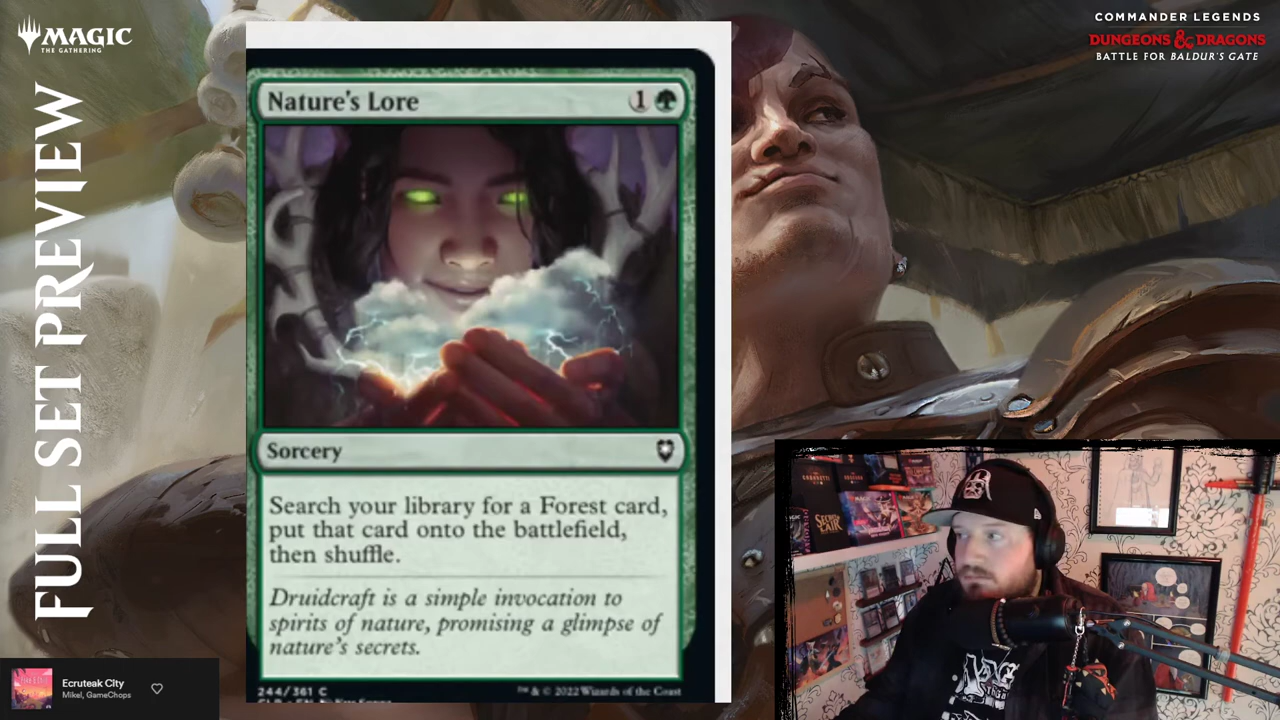 MAGIC
THE GATHERING
COMMANDER LEGENDS
DUNGEONS & DRAGONS
BATTLE FOR BALDUR'S GATE
FULL SET PREVIEW
Nature's Lore 1
Sorcery
Search your library for a Forest card,
put that card onto the battlefield,
then shuffle.
Druidcraft is a simple invocation to
spirits of nature, promising a glimpse of
nature's secrets.
244/361 C
™ & © 2022 Wizards of the Coast
Ecruteak City
Mikel, GameChops
SECRET
LAIR